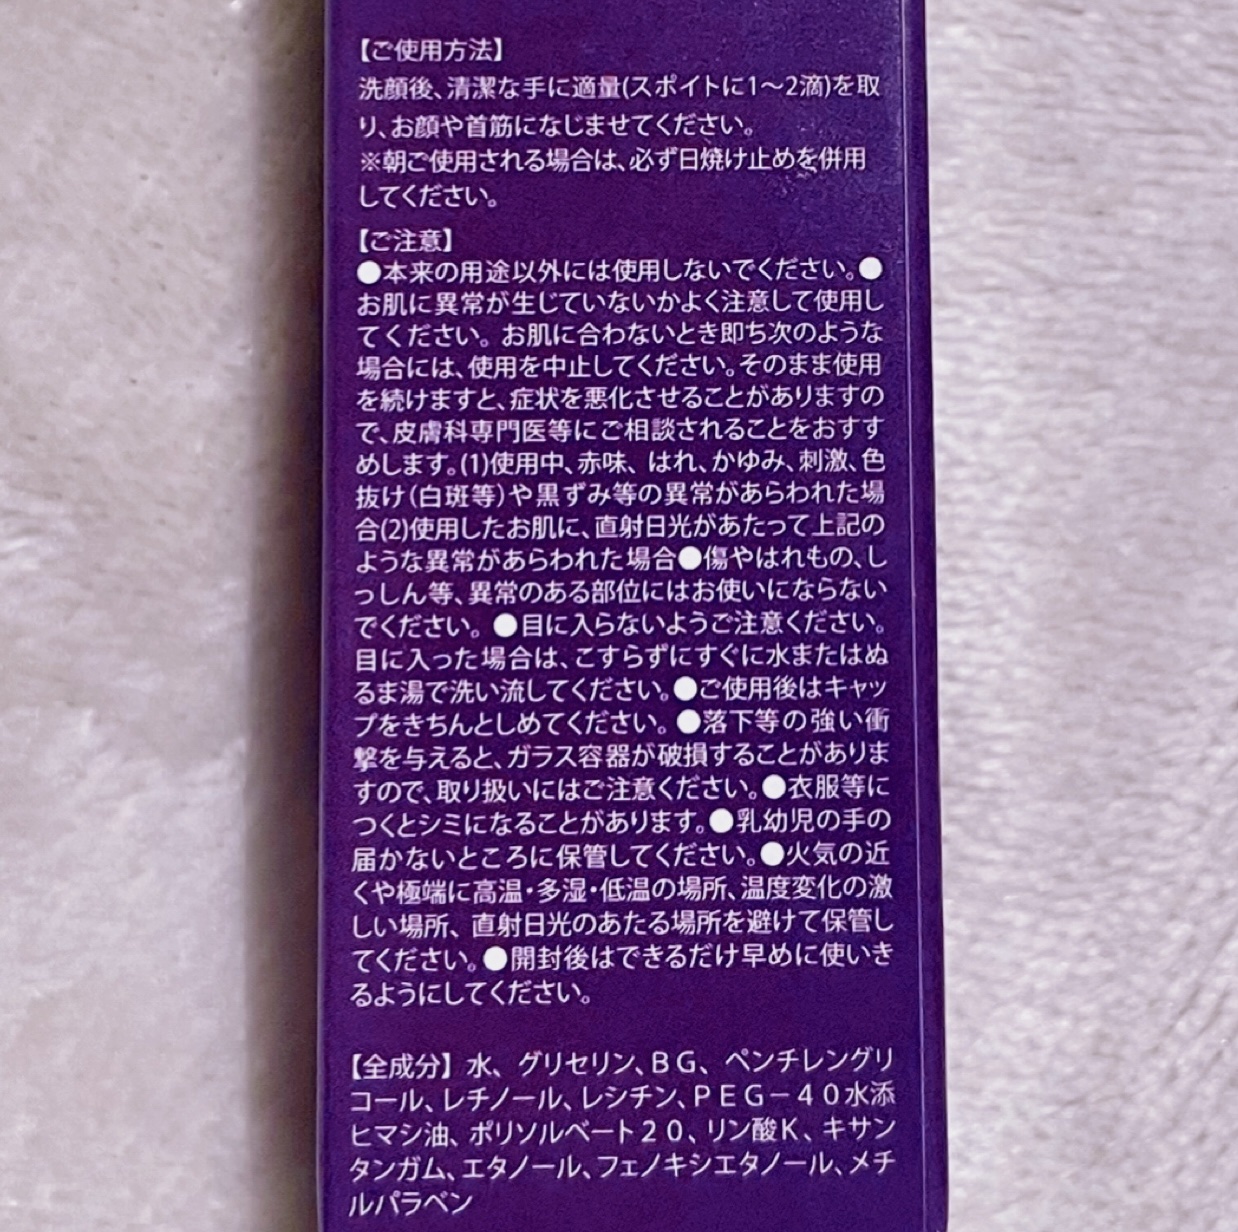 【ご使用方法】
洗顔後、清潔な手に適量(スポイトに1〜2滴)を取
り、お顔や首筋になじませてください。
※朝ご使用される場合は、必ず日焼け止めを併用
してください。
【ご注意】
●本来の用途以外には使用しないでください。●
お肌に異常が生じていないかよく注意して使用し
てください。お肌に合わないとき即ち次のような
場合には、使用を中止してください。そのまま使用
を続けますと、症状を悪化させることがありますの
で、皮膚科専門医等にご相談されることをおすす
めします。(1)使用中、赤味、はれ、かゆみ、刺激、色
抜け(白斑等)や黒ずみ等の異常があらわれた場
合(2)使用したお肌に、直射日光があたって上記の
ような異常があらわれた場合●傷やはれもの、し
っしん等、異常のある部位にはお使いにならない
でください。●目に入らないようご注意ください。
目に入った場合は、こすらずにすぐに水またはぬ
るま湯で洗い流してください。●ご使用後はキャッ
プをきちんとしめてください。●落下等の強い衝
撃を与えると、ガラス容器が破損することがありま
すので、取り扱いにはご注意ください。●衣服等に
つくとシミになることがあります。●乳幼児の手の
届かないところに保管してください。●火気の近
くや極端に高温・多湿・低温の場所、温度変化の激
しい場所、直射日光のあたる場所を避けて保管し
てください。●開封後はできるだけ早めに使いき
るようにしてください。
【全成分】水、グリセリン、ＢＧ、ペンチレングリ
コール、レチノール、レシチン、ＰＥＧ－４０水添
ヒマシ油、ポリソルベート２０、リン酸Ｋ、キサン
タンガム、エタノール、フェノキシエタノール、メチ
ルパラベン